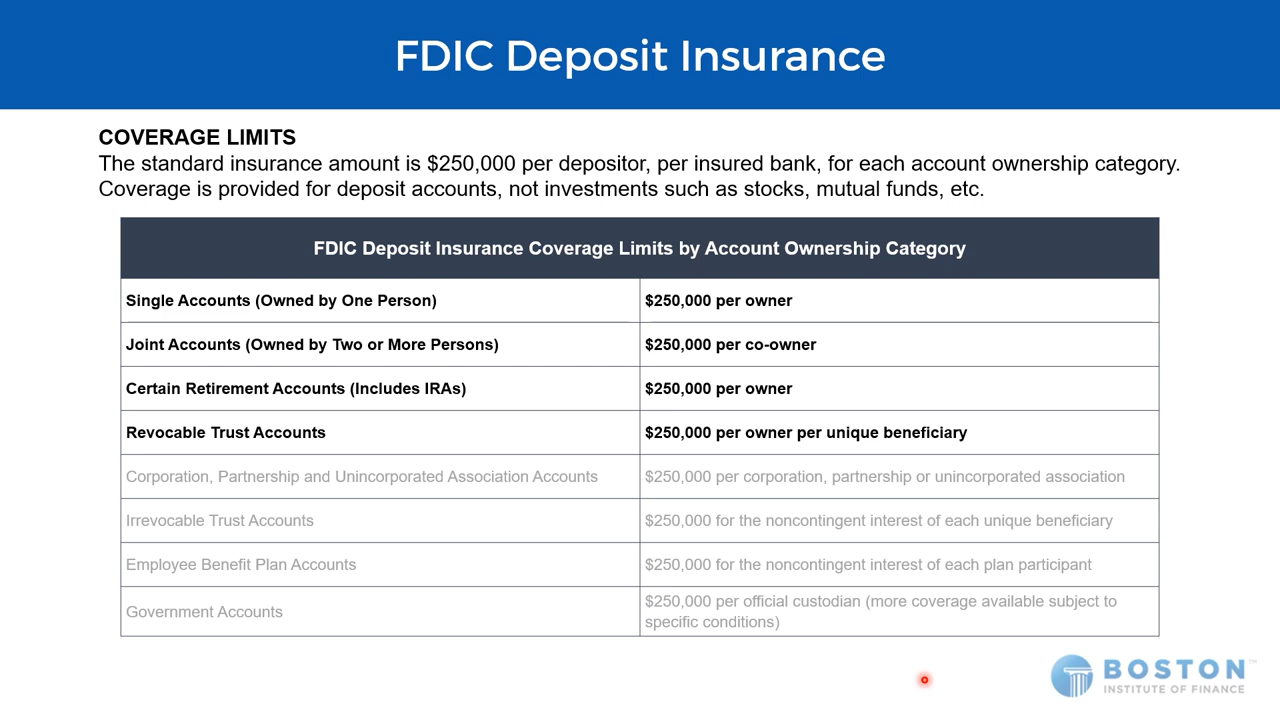 FDIC Deposit Insurance
COVERAGE LIMITS
The standard insurance amount is $250,000 per depositor, per insured bank, for each account ownership category.
Coverage is provided for deposit accounts, not investments such as stocks, mutual funds, etc.
FDIC Deposit Insurance Coverage Limits by Account Ownership Category
Single Accounts (Owned by One Person) $250,000 per owner
Joint Accounts (Owned by Two or More Persons) $250,000 per co-owner
Certain Retirement Accounts (Includes IRAs) $250,000 per owner
Revocable Trust Accounts $250,000 per owner per unique beneficiary
Corporation, Partnership and Unincorporated Association Accounts $250,000 per corporation, partnership or unincorporated association
Irrevocable Trust Accounts $250,000 for the noncontingent interest of each unique beneficiary
Employee Benefit Plan Accounts $250,000 for the noncontingent interest of each plan participant
Government Accounts $250,000 per official custodian (more coverage available subject to
specific conditions)
BOSTON™
INSTITUTE OF FINANCE